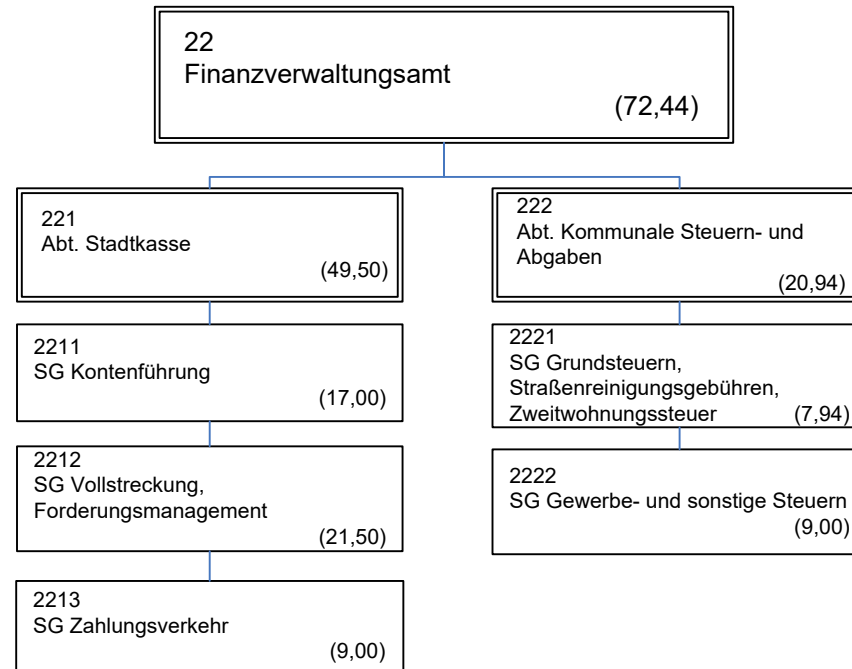 22
Finanzverwaltungsamt
(72,44)
221
Abt. Stadtkasse
(49,50)
2211
SG Kontenführung
(17,00)
2212
SG Vollstreckung,
Forderungsmanagement
(21,50)
2213
SG Zahlungsverkehr
(9,00)
222
Abt. Kommunale Steuern- und
Abgaben
(20,94)
2221
SG Grundsteuern,
Straßenreinigungsgebühren,
Zweitwohnungssteuer (7,94)
2222
SG Gewerbe- und sonstige Steuern
(9,00)